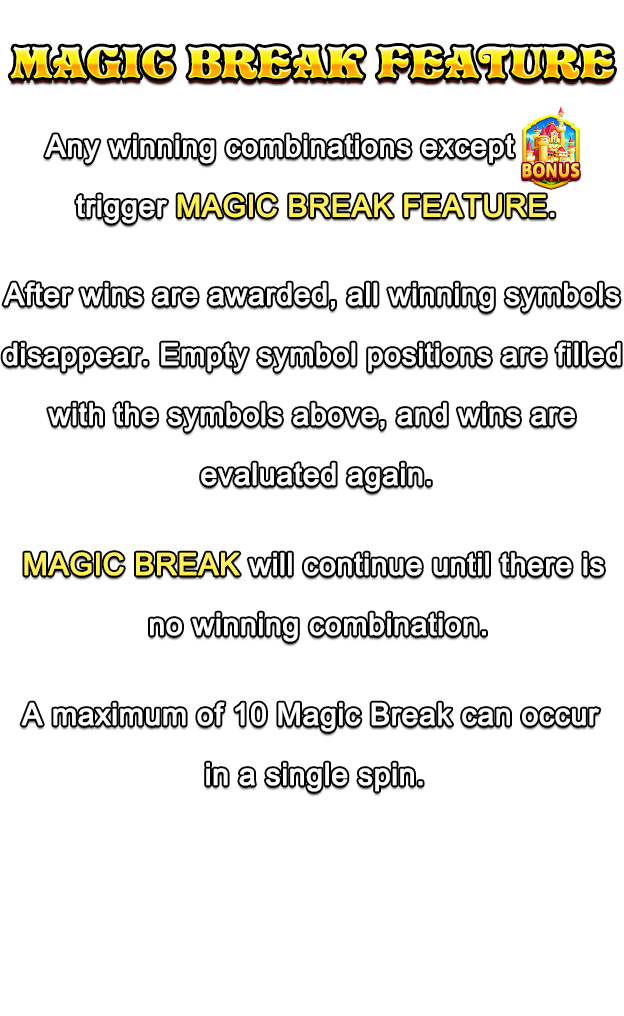 MAGIC BREAK FEATURE
Any winning combinations except BONUS
trigger MAGIC BREAK FEATURE.
After wins are awarded, all winning symbols
disappear. Empty symbol positions are filled
with the symbols above, and wins are
evaluated again.
MAGIC BREAK will continue until there is
no winning combination.
A maximum of 10 Magic Break can occur
in a single spin.